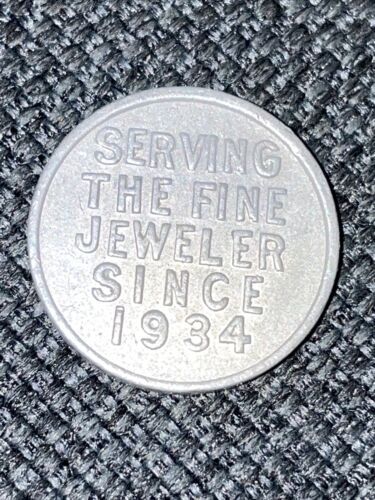 SERVING
THE FINE
JEWELER
SINCE
1934